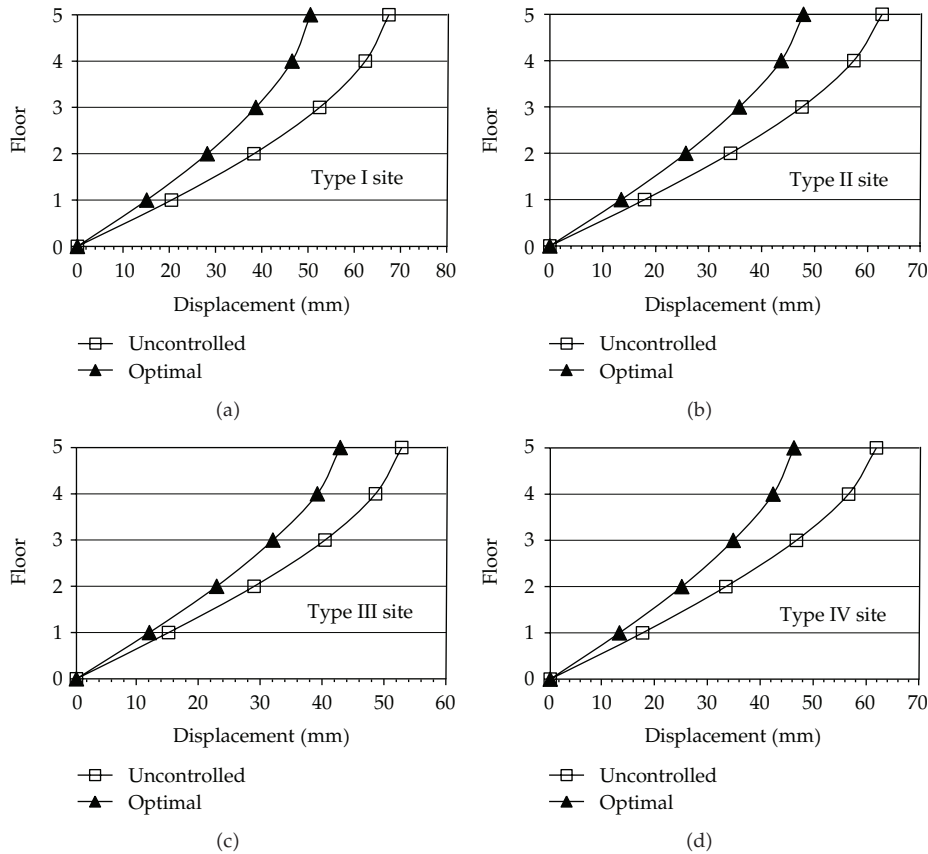 5
4
3
2
1
0
Floor
Type I site
0 10 20 30 40 50 60 70 80
Displacement (mm)
Uncontrolled
Optimal
(a)
5
4
3
2
1
0
Floor
Type II site
0 10 20 30 40 50 60 70
Displacement (mm)
Uncontrolled
Optimal
(b)
5
4
3
2
1
0
Floor
Type III site
0 10 20 30 40 50 60
Displacement (mm)
Uncontrolled
Optimal
(c)
5
4
3
2
1
0
Floor
Type IV site
0 10 20 30 40 50 60 70
Displacement (mm)
Uncontrolled
Optimal
(d)